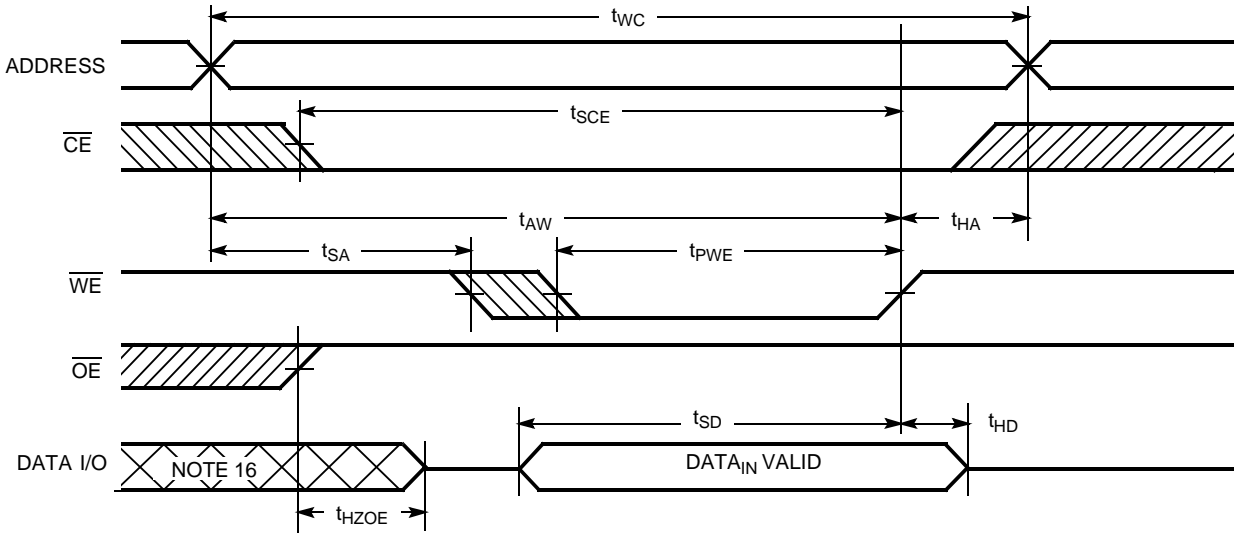 tWC
ADDRESS
tSCE
CE
tAW
tHA
tSA
tPWE
WE
OE
tSD
tHD
DATA I/O
NOTE 16
DATAIN VALID
tHZOE